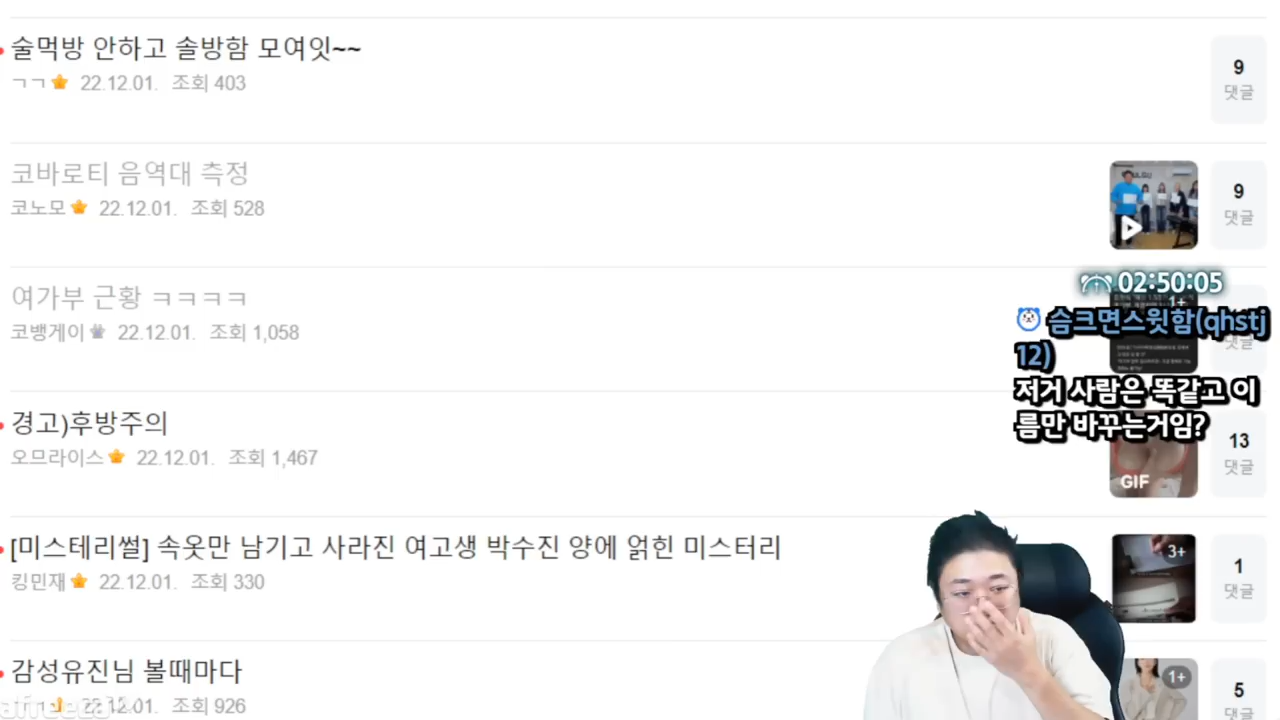 술먹방 안하고 솔방함 모여잇~~
ㄱㄱ 22.12.01. 조회 403
9
댓글
코바로티 음역대 측정
코노모 22.12.01. 조회 528
9
댓글
여가부 근황 ㅋㅋㅋㅋ
코뱅게이 22.12.01. 조회 1,058
댓글
02:50:05
1+
슴크면스윗함(qhstj
12)
저거 사람은 똑같고 이
름만 바꾸는거임?
경고)후방주의
오므라이스 22.12.01. 조회 1,467
GIF
13
댓글
[미스테리썰] 속옷만 남기고 사라진 여고생 박수진 양에 얽힌 미스터리
킹민재 22.12.01. 조회 330
3+
1
댓글
감성유진님 볼때마다
22.12.01. 조회 926
1+
5
댓글
afreeca